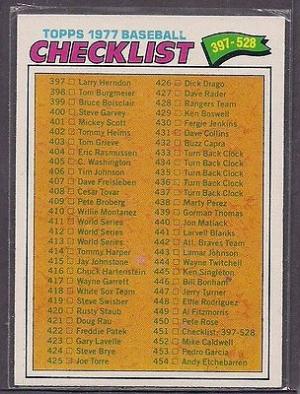 TOPPS 1977 BASEBALL
CHECKLIST
397-528
397 Larry Herndon
398 Tom Burgmeier
399 Bruce Boisclair
400 Steve Garvey
401 Mickey Scott
402 Tommy Helms
403 Tom Grieve
404 Eric Rasmussen
405 C. Washington
406 Tim Johnson
407 Dave Freisleben
408 Cesar Tovar
409 Pete Broberg
410 Willie Montanez
411 World Series
412 World Series
413 World Series
414 Tommy Harper
415 Jay Johnstone
416 Chuck Hartenstein
417 Wayne Garrett
418 White Sox Team
419 Steve Swisher
420 Rusty Staub
421 Doug Rau
422 Freddie Patek
423 Gary Lavelle
424 Steve Brye
425 Joe Torre
426 Dick Drago
427 Dave Rader
428 Rangers Team
429 Ken Boswell
430 Fergie Jenkins
431 Dave Collins
432 Buzz Capra
433 Turn Back Clock
434 Turn Back Clock
435 Turn Back Clock
436 Turn Back Clock
437 Turn Back Clock
438 Marty Perez
439 Gorman Thomas
440 Jon Matlack
441 Larvell Blanks
442 Atl. Braves Team
443 Lamar Johnson
444 Wayne Twitchell
445 Ken Singleton
446 Bill Bonham
447 Jerry Turner
448 Ellie Rodriguez
449 Al Fitzmorris
450 Pete Rose
451 Checklist: 397-528
452 Mike Caldwell
453 Pedro Garcia
454 Andy Etchebarren